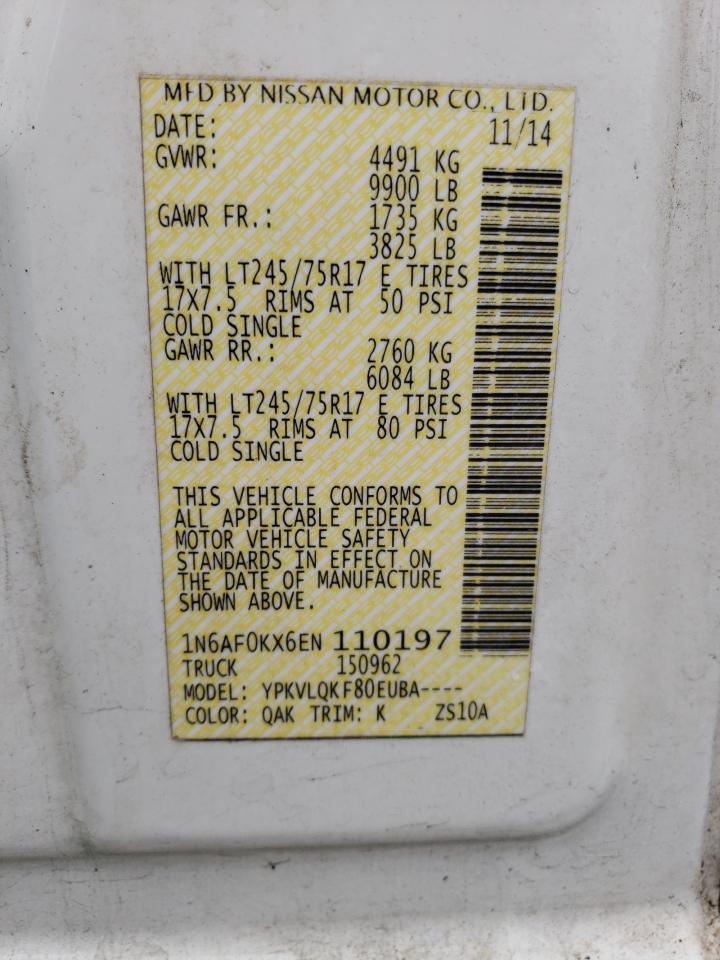 MFD BY NISSAN MOTOR CO., LTD.
DATE: 11/14
GVWR: 4491 KG
9900 LB
GAWR FR.: 1735 KG
3825 LB
WITH LT245/75R17 E TIRES
17X7.5 RIMS AT 50 PSI
COLD SINGLE
GAWR RR.: 2760 KG
6084 LB
WITH LT245/75R17 E TIRES
17X7.5 RIMS AT 80 PSI
COLD SINGLE
THIS VEHICLE CONFORMS TO
ALL APPLICABLE FEDERAL
MOTOR VEHICLE SAFETY
STANDARDS IN EFFECT ON
THE DATE OF MANUFACTURE
SHOWN ABOVE.
1N6AF0KX6EN 110197
TRUCK 150962
MODEL: YPKVLQKF80EUBA----
COLOR: QAK TRIM: K ZS10A